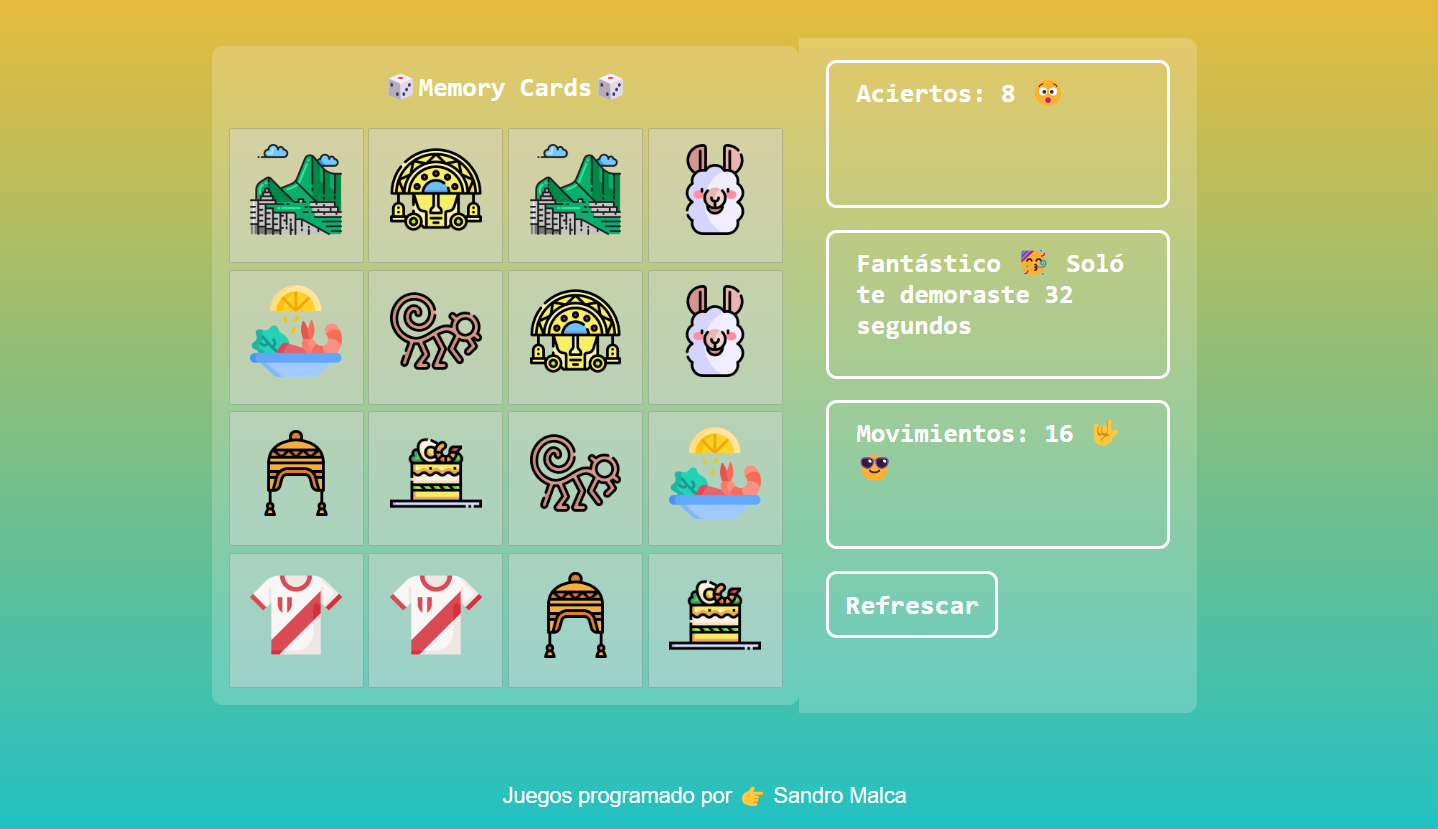 🎲Memory Cards🎲
Aciertos: 8 😲
Fantástico 🥳 Soló
te demoraste 32
segundos
Movimientos: 16 🤟
😎
Refrescar
Juegos programado por 👉 Sandro Malca